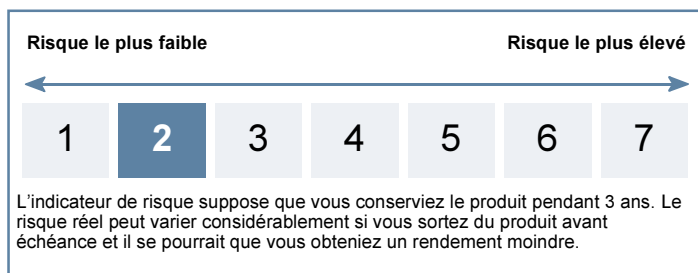 Risque le plus faible Risque le plus élevé
1 2 3 4 5 6 7
L'indicateur de risque suppose que vous conserviez le produit pendant 3 ans. Le
risque réel peut varier considérablement si vous sortez du produit avant
échéance et il se pourrait que vous obteniez un rendement moindre.